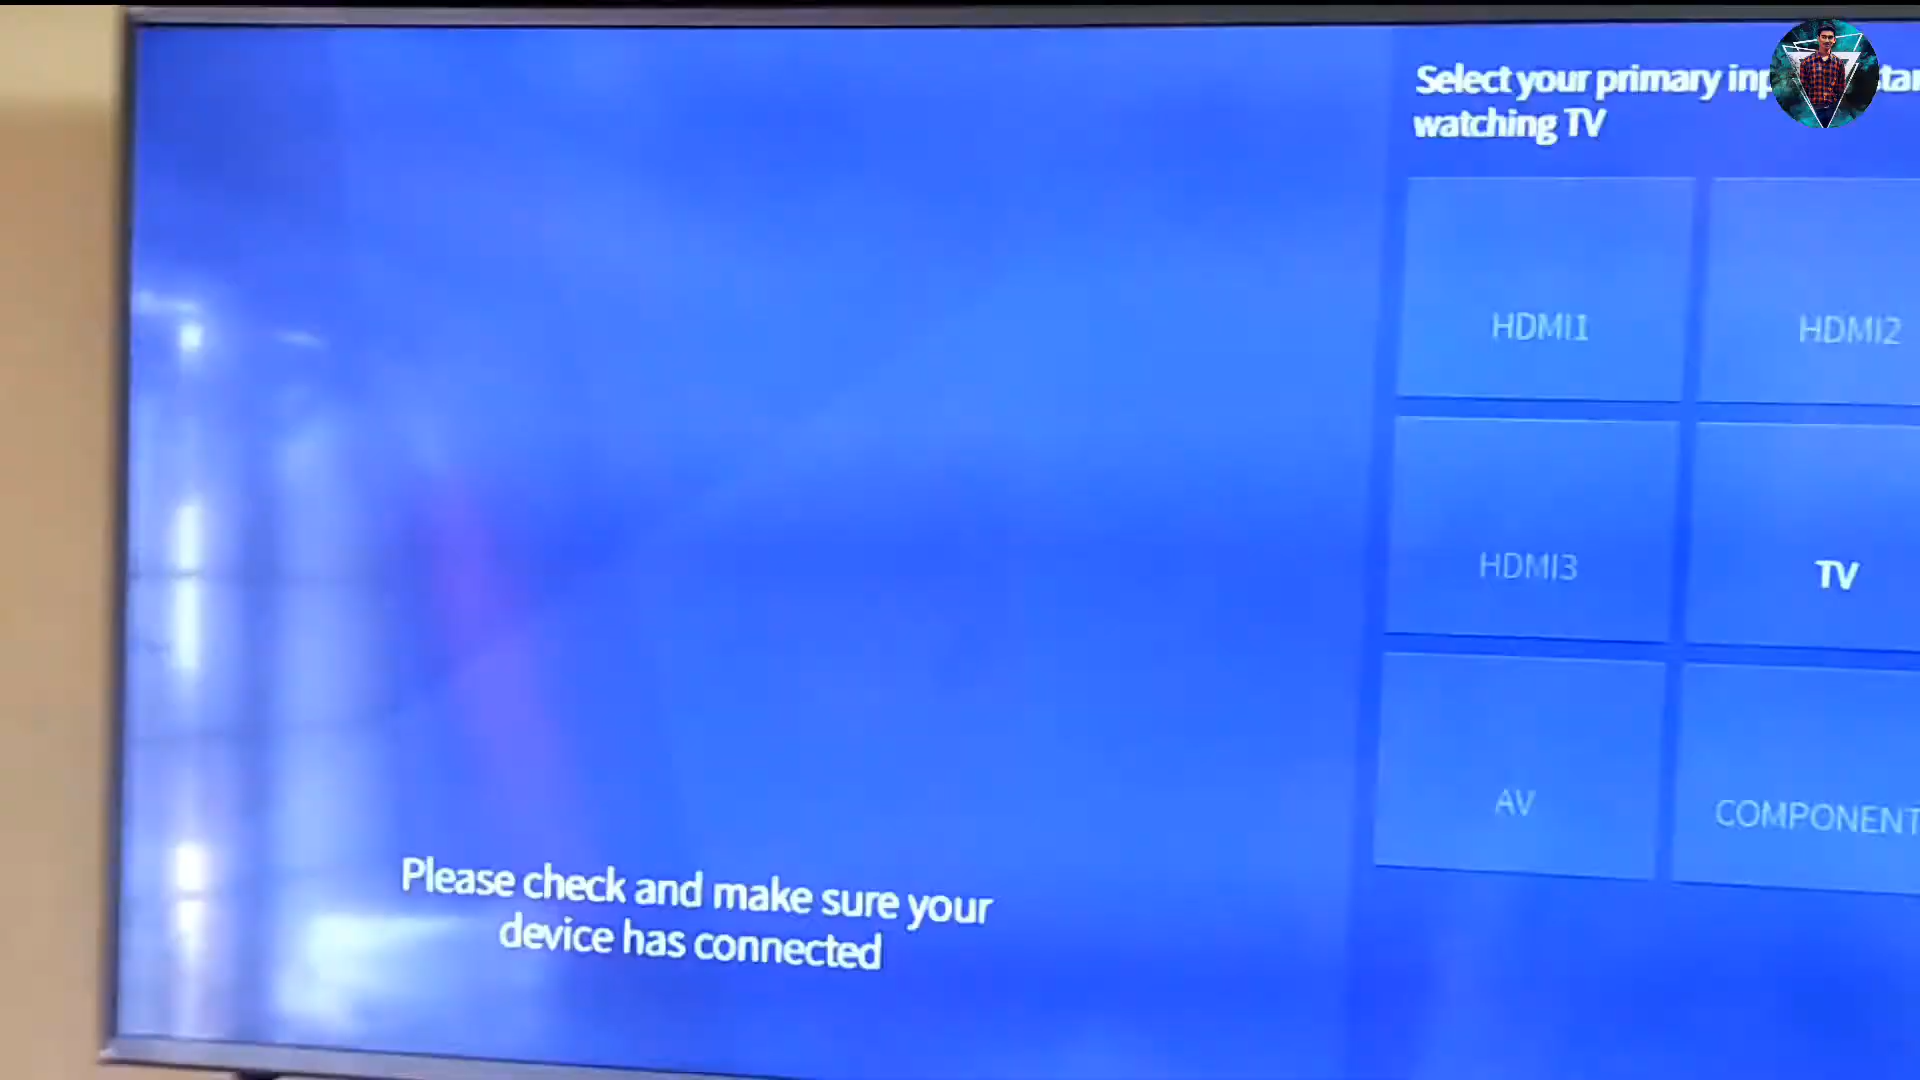 Select your primary
watching TV
HDMI1
HDMI2
HDMI3
TV
AV
COMPONENT
Please check and make sure your
device has connected